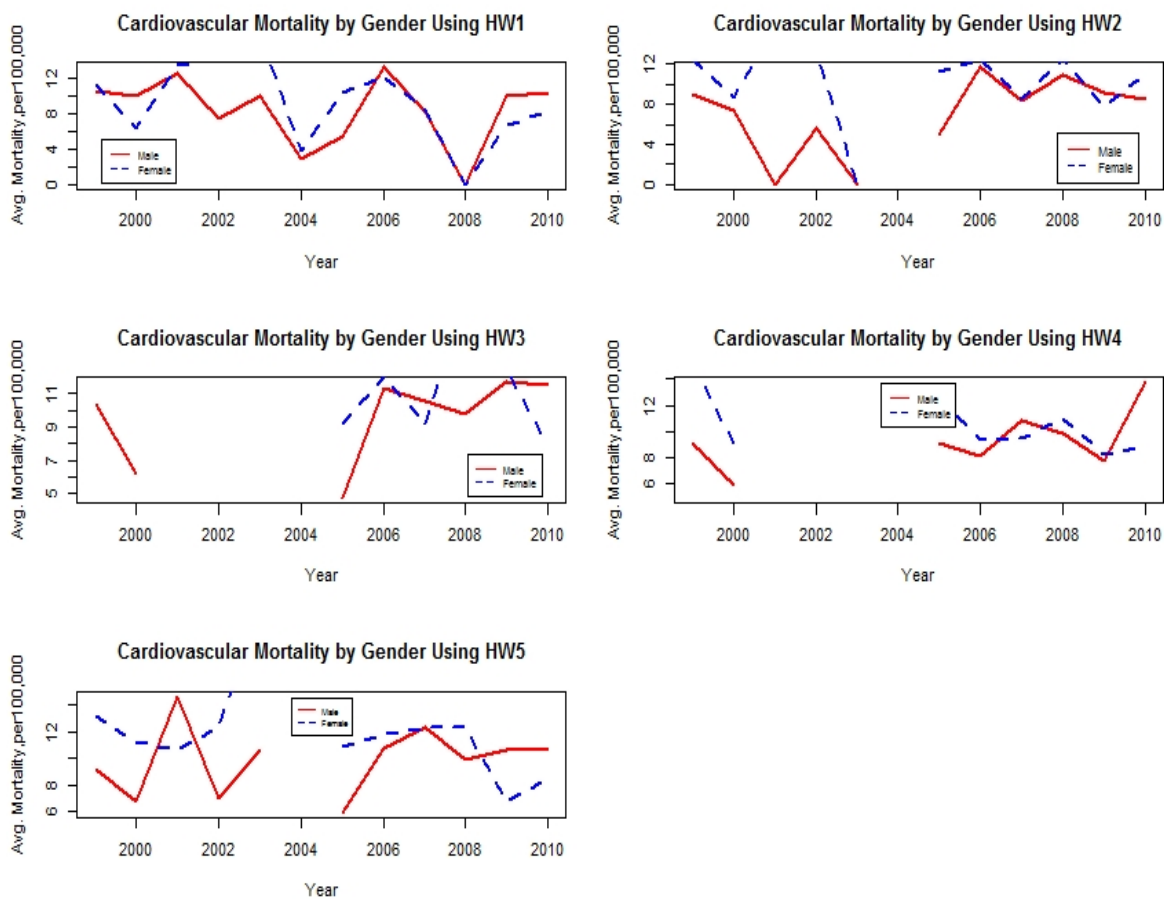 Cardiovascular Mortality by Gender Using HW1
Avg. Mortality,per100,000
12
8
4
0
Male
Female
2000 2002 2004 2006 2008 2010
Year
Cardiovascular Mortality by Gender Using HW2
Avg. Mortality,per100,000
12
8
4
0
Male
Female
2000 2002 2004 2006 2008 2010
Year
Cardiovascular Mortality by Gender Using HW3
Avg. Mortality,per100,000
11
9
7
5
Male
Female
2000 2002 2004 2006 2008 2010
Year
Cardiovascular Mortality by Gender Using HW4
Avg. Mortality,per100,000
12
8
6
Male
Female
2000 2002 2004 2006 2008 2010
Year
Cardiovascular Mortality by Gender Using HW5
Avg. Mortality,per100,000
12
8
6
Male
Female
2000 2002 2004 2006 2008 2010
Year